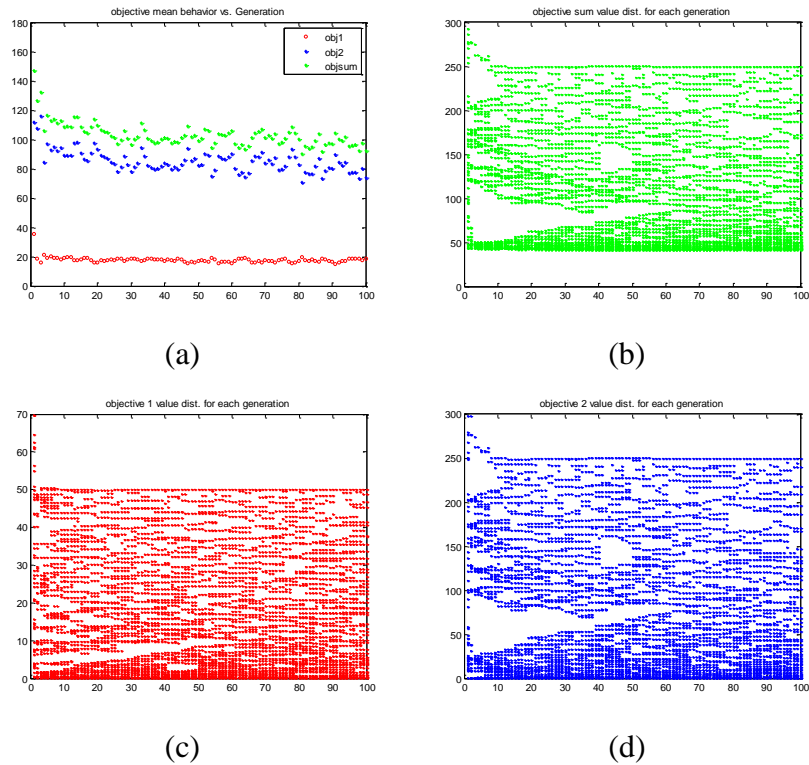 objective mean behavior vs. Generation
180
160
140
120
100
80
60
40
20
0
0 10 20 30 40 50 60 70 80 90 100
obj1
obj2
objsum
(a)
objective sum value dist. for each generation
300
250
200
150
100
50
0
0 10 20 30 40 50 60 70 80 90 100
(b)
objective 1 value dist. for each generation
70
60
50
40
30
20
10
0
0 10 20 30 40 50 60 70 80 90 100
(c)
objective 2 value dist. for each generation
300
250
200
150
100
50
0
0 10 20 30 40 50 60 70 80 90 100
(d)